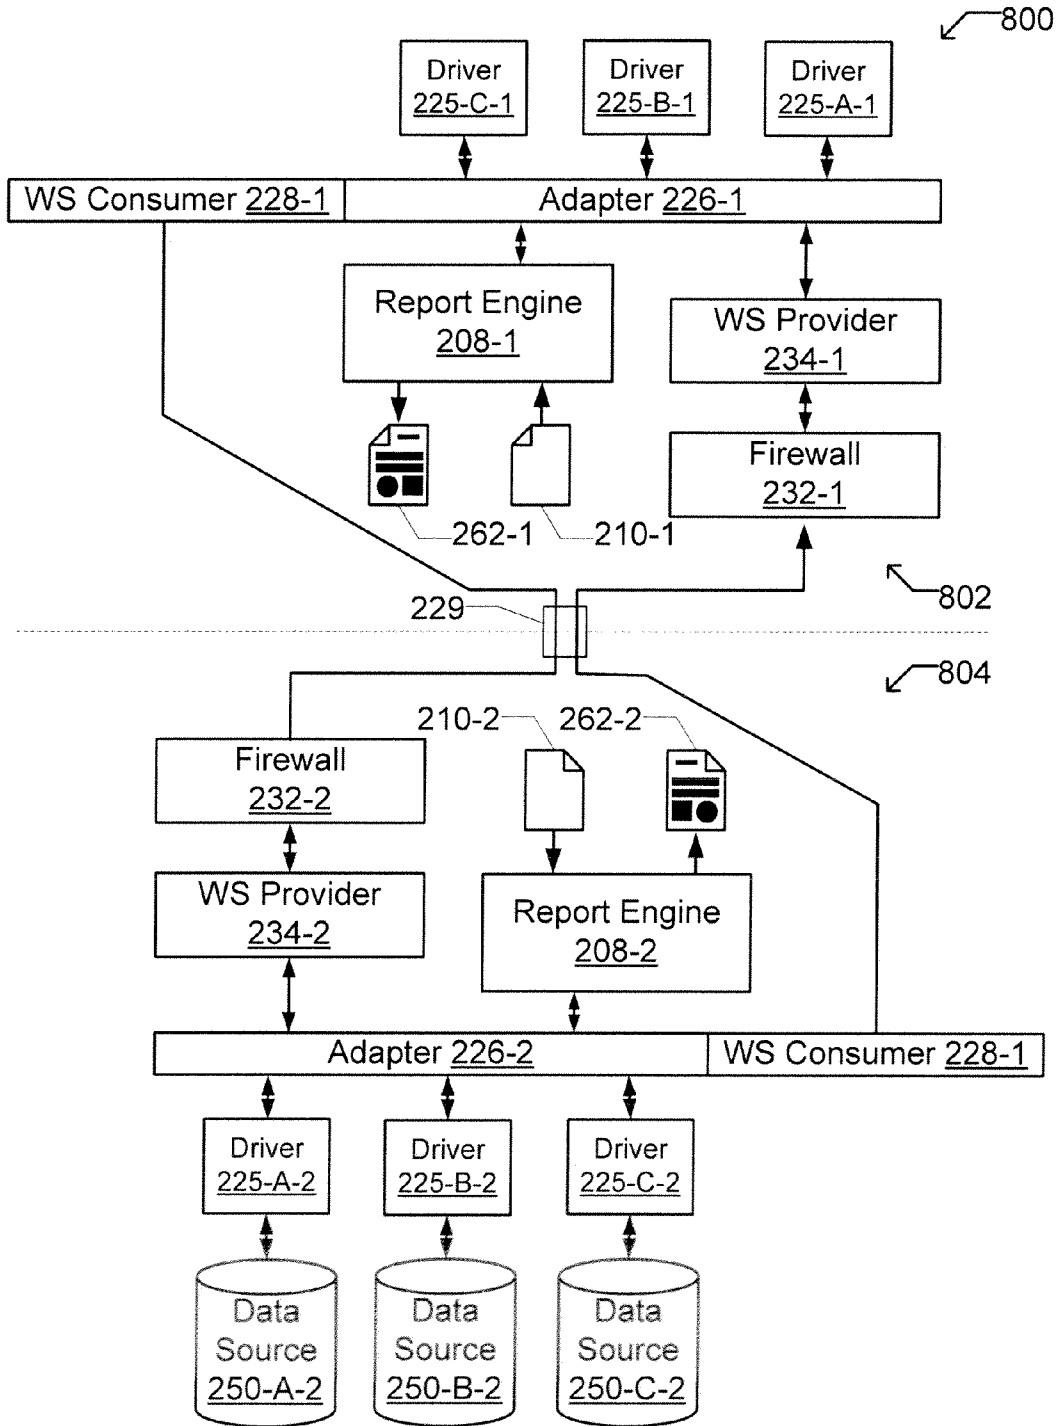 800
Driver Driver Driver
225-C-1 225-B-1 225-A-1
WS Consumer 228-1 Adapter 226-1
Report Engine
208-1
WS Provider
234-1
Firewall
232-1
262-1 210-1
802
229
804
210-2 262-2
Firewall
232-2
WS Provider
234-2
Report Engine
208-2
Adapter 226-2 WS Consumer 228-1
Driver Driver Driver
225-A-2 225-B-2 225-C-2
Data Data Data
Source Source Source
250-A-2 250-B-2 250-C-2